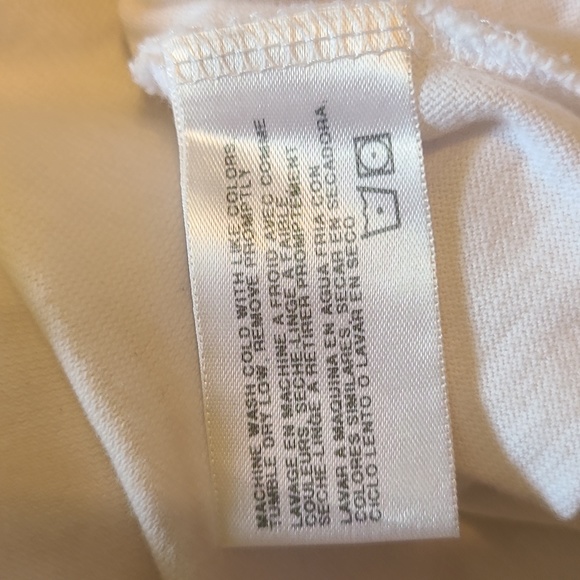 MACHINE WASH COLD WITH LIKE COLORS
TUMBLE DRY LOW REMOVE PROMPTLY
LAVAGE EN MACHINE A FROID AVEC COMME
COULEURS. SECHE-LINGE A FAIBLE
SECHE-LINGE A RETIRER PROMPTEMENT
LAVAR A MAQUINA EN AGUA FRIA CON
COLORES SIMILARES. SECAR EN SECADORA,
CICLO LENTO O LAVAR EN SECO